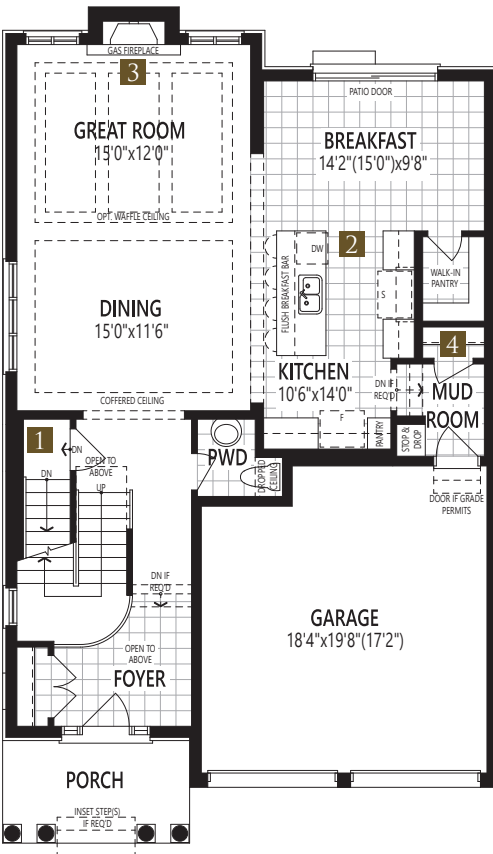 GAS FIREPLACE
3
GREAT ROOM
15'0"x12'0"
OPT. WAFFLE CEILING
PATIO DOOR
BREAKFAST
14'2"(15'0")x9'8"
2
DW
FLUSH BREAKFAST BAR
S
WALK-IN
PANTRY
DINING
15'0"x11'6"
COFFERED CEILING
KITCHEN
10'6"x14'0"
F
PANTRY
DN IF
REQ'D
4
MUD
ROOM
STOP &
DROP
DOOR IF GRADE
PERMITS
1
DN
DN
OPEN TO
ABOVE
UP
PWD
DROPPED
CEILING
DN IF
REQ'D
OPEN TO
ABOVE
FOYER
GARAGE
18'4"x19'8"(17'2")
PORCH
INSET STEP(S)
IF REQ'D